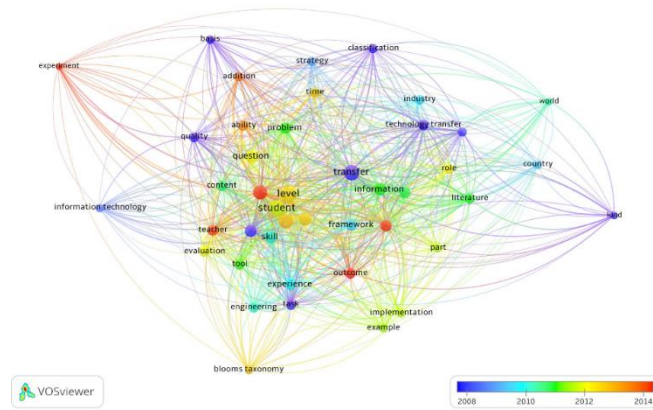 basis
experiment
strategy
classification
addition
time
industry
world
ability
problem
technology transfer
quality
question
country
transfer
role
content
level
information
literature
information technology
student
teacher
skill
framework
evaluation
part
tool
outcome
experience
engineering
task
implementation
example
blooms taxonomy
VOSviewer
2008 2010 2012 2014